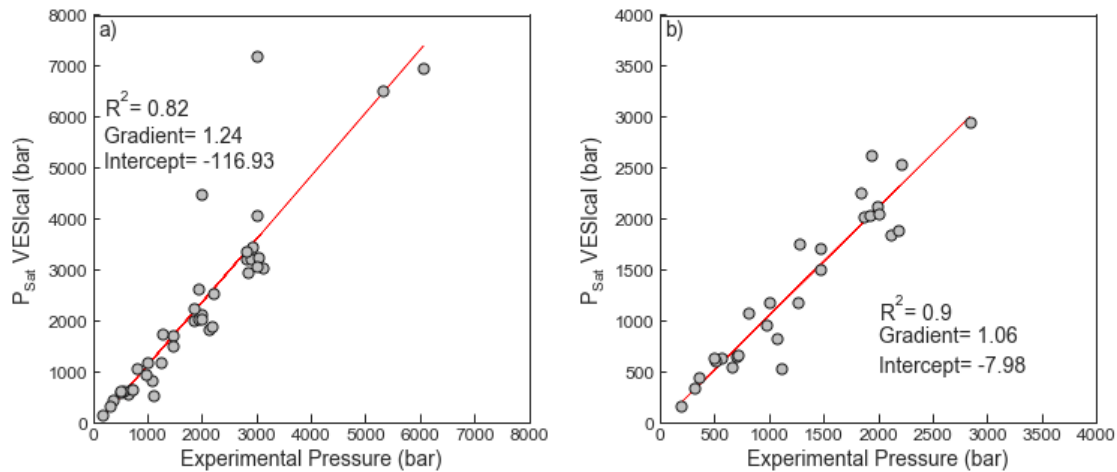 a)
R2= 0.82
Gradient= 1.24
Intercept= -116.93
PSat VESIcal (bar)
8000
7000
6000
5000
4000
3000
2000
1000
0
0 1000 2000 3000 4000 5000 6000 7000 8000
Experimental Pressure (bar)
b)
R2= 0.9
Gradient= 1.06
Intercept= -7.98
PSat VESIcal (bar)
4000
3500
3000
2500
2000
1500
1000
500
0
0 500 1000 1500 2000 2500 3000 3500 4000
Experimental Pressure (bar)